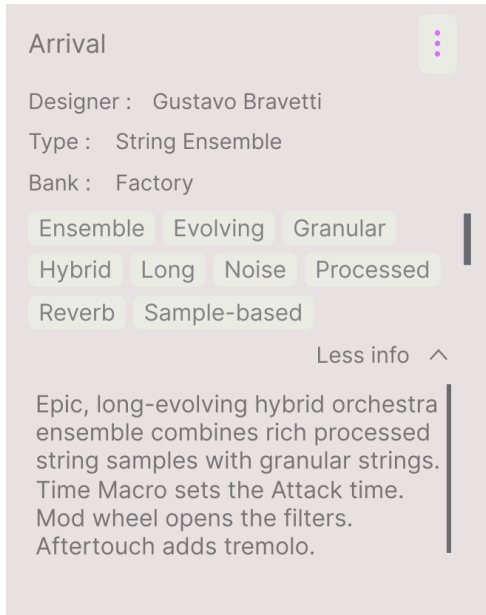 Arrival
Designer : Gustavo Bravetti
Type : String Ensemble
Bank : Factory
Ensemble Evolving Granular
Hybrid Long Noise Processed
Reverb Sample-based
Less info
Epic, long-evolving hybrid orchestra
ensemble combines rich processed
string samples with granular strings.
Time Macro sets the Attack time.
Mod wheel opens the filters.
Aftertouch adds tremolo.